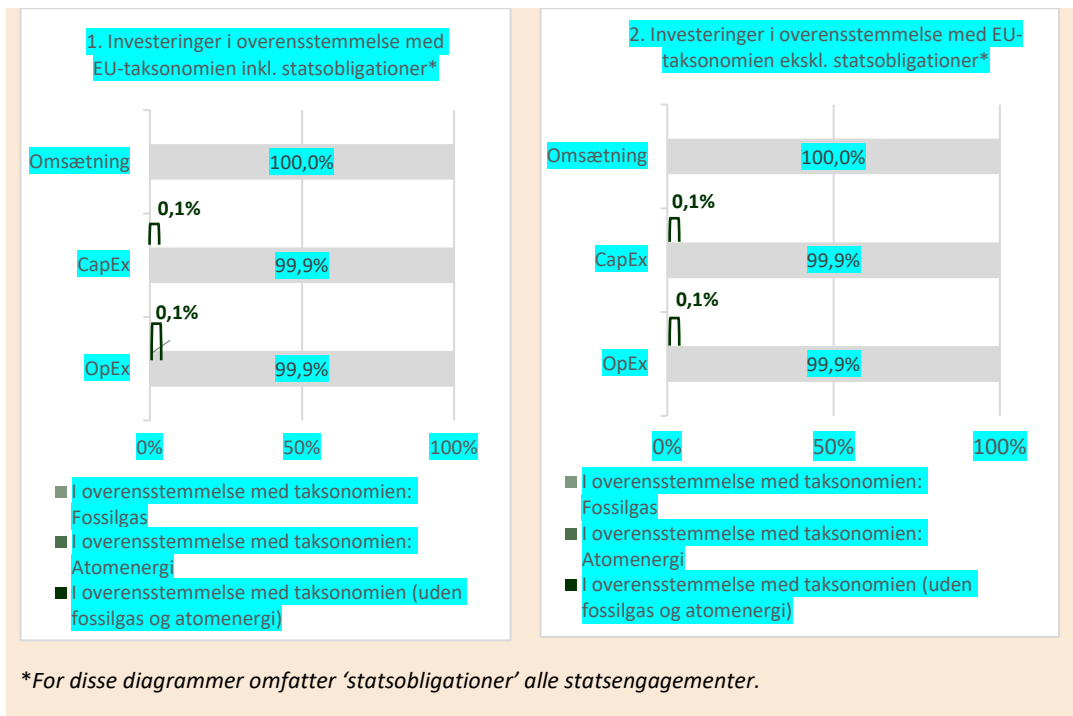 1. Investeringer i overensstemmelse med
EU-taksonomien inkl. statsobligationer*
Omsætning
100,0%
0,1%
CapEx
99,9%
0,1%
OpEx
99,9%
0%
50%
100%
I overensstemmelse med taksonomien:
Fossilgas
I overensstemmelse med taksonomien:
Atomenergi
I overensstemmelse med taksonomien (uden
fossilgas og atomenergi)
2. Investeringer i overensstemmelse med EU-
taksonomien ekskl. statsobligationer*
Omsætning
100,0%
0,1%
CapEx
99,9%
0,1%
OpEx
99,9%
0%
50%
100%
I overensstemmelse med taksonomien:
Fossilgas
I overensstemmelse med taksonomien:
Atomenergi
I overensstemmelse med taksonomien (uden
fossilgas og atomenergi)
*For disse diagrammer omfatter ‘statsobligationer’ alle statsengagementer.